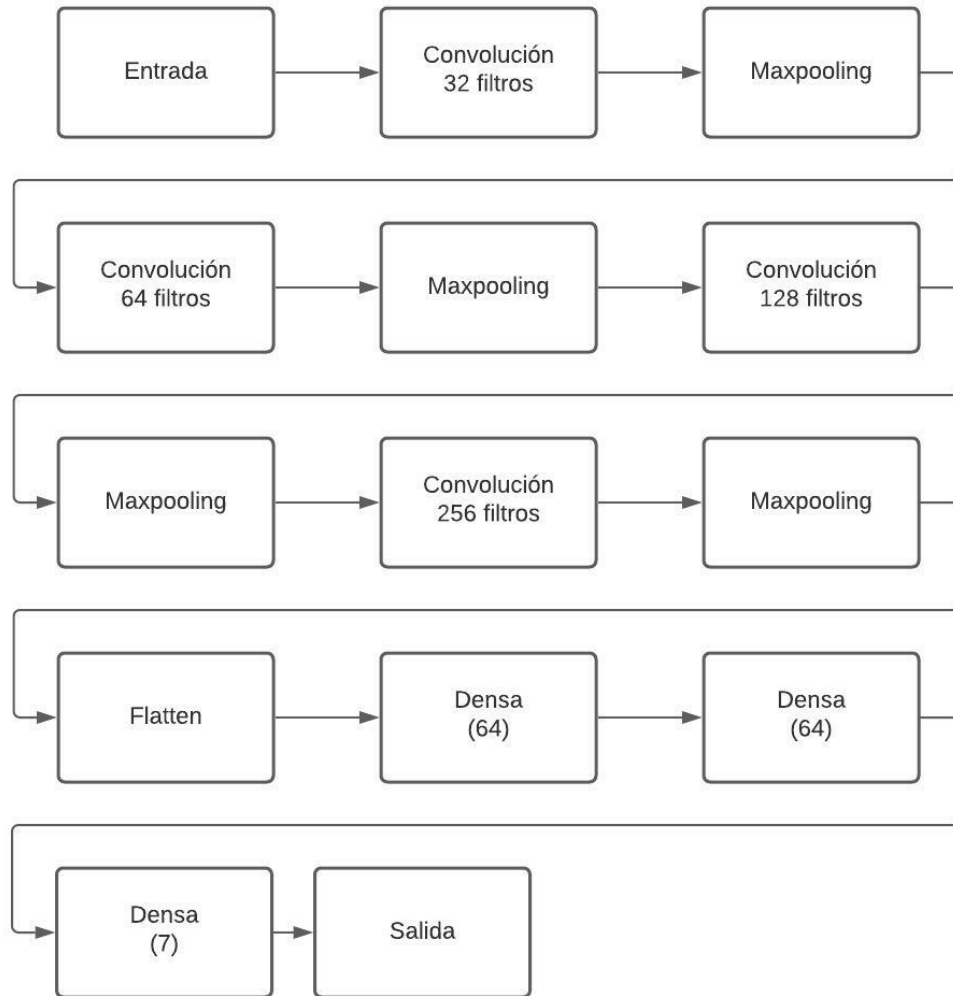 Entrada
Convolución
32 filtros
Maxpooling
Convolución
64 filtros
Maxpooling
Convolución
128 filtros
Maxpooling
Convolución
256 filtros
Maxpooling
Flatten
Densa
(64)
Densa
(64)
Densa
(7)
Salida